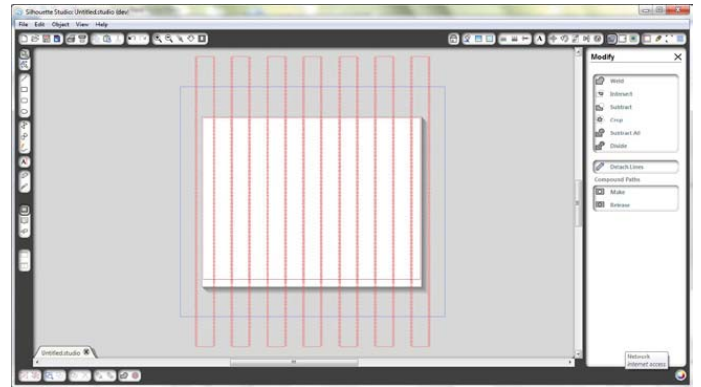 Silhouette Studio: Untitled.studio (dev
File Edit Object View Help
Modify X
Weld
Intersect
Subtract
Crop
Subtract All
Divide
Detach Lines
Compound Paths
Make
Release
Untitled.studio
Network
Internet access